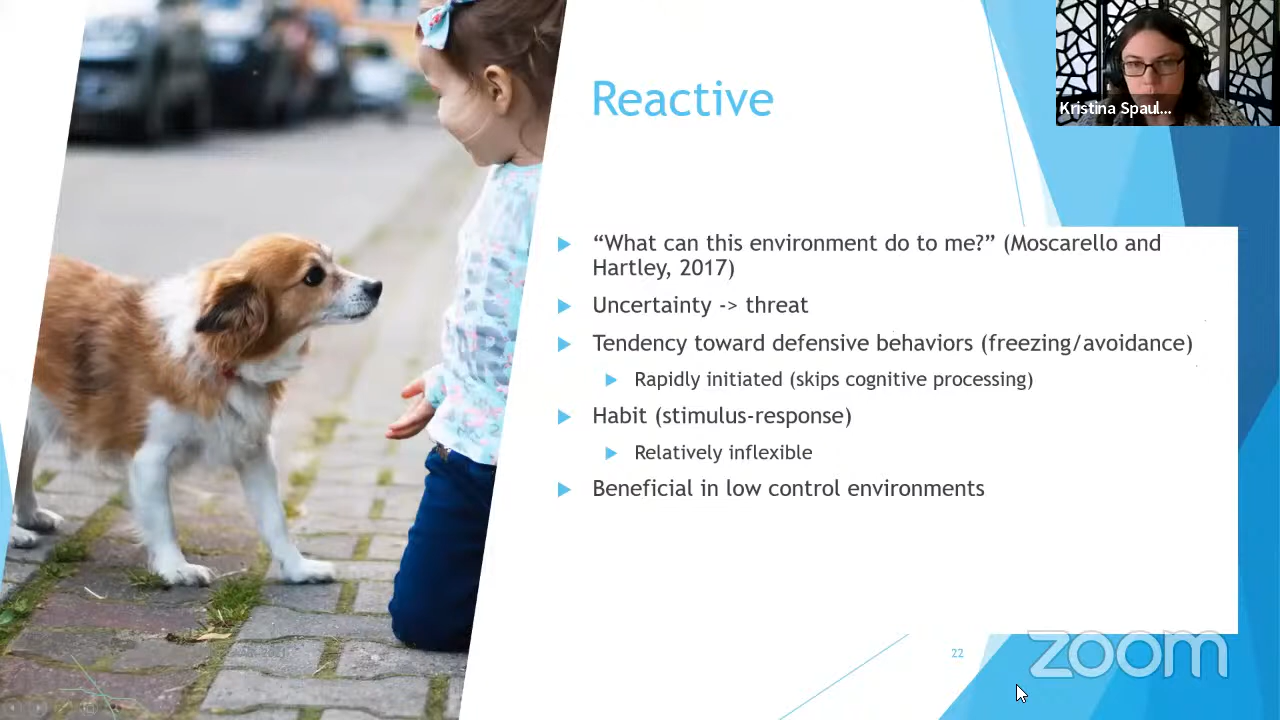 Reactive
Kristina Spaul...
“What can this environment do to me?” (Moscarello and
Hartley, 2017)
Uncertainty -> threat
Tendency toward defensive behaviors (freezing/avoidance)
Rapidly initiated (skips cognitive processing)
Habit (stimulus-response)
Relatively inflexible
Beneficial in low control environments
22
zoom